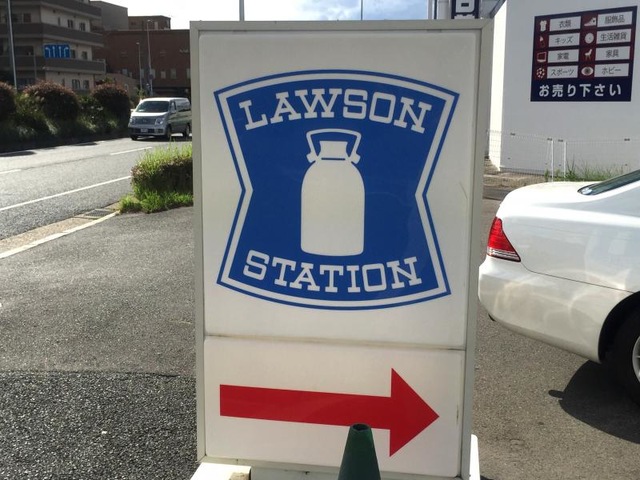 LAWSON
STATION
衣類
服飾品
キッズ
生活雑貨
家電
家具
スポーツ
ホビー
お売り下さい